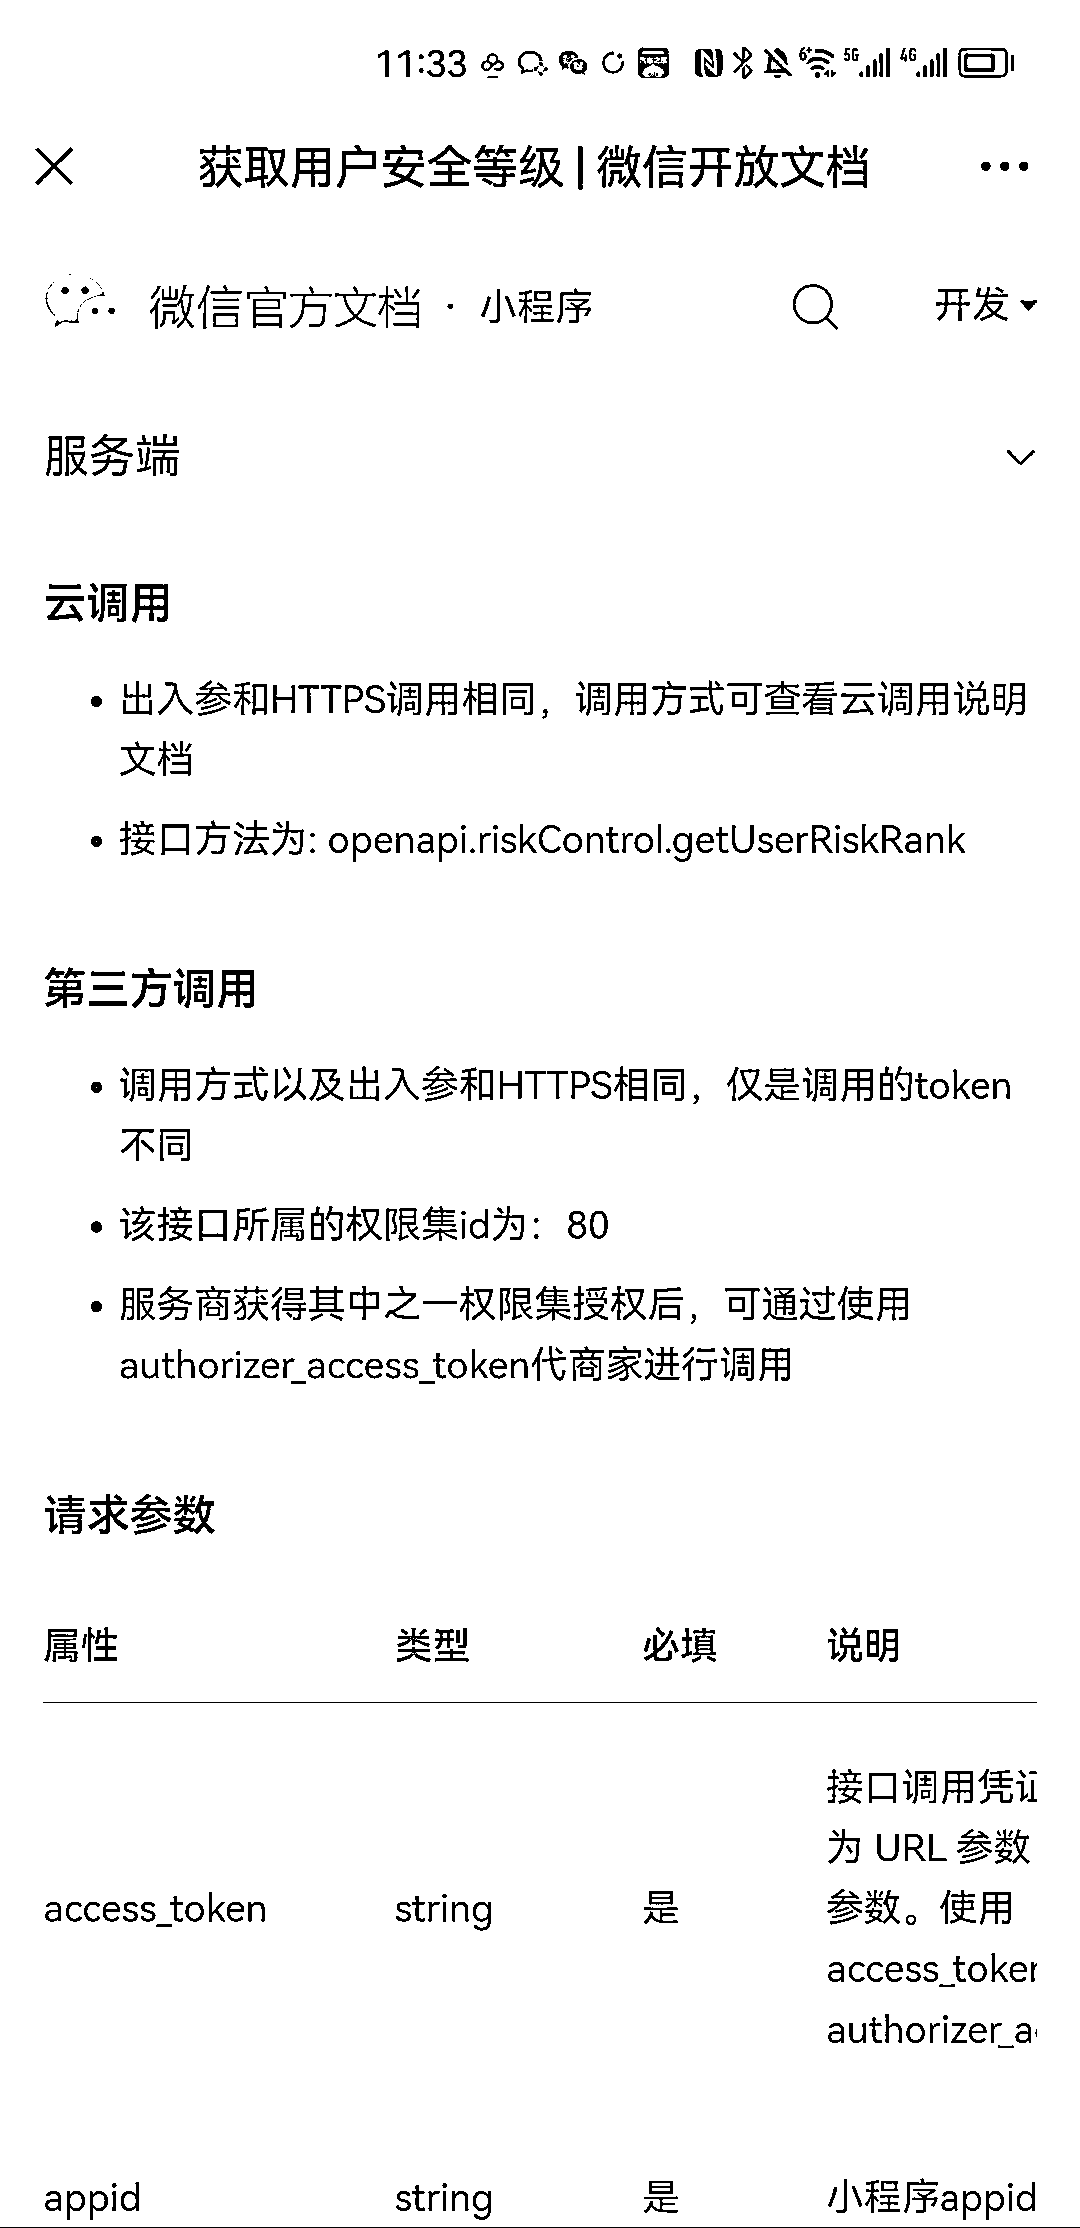 11:33 6+ 5G 4G
获取用户安全等级 | 微信开放文档
微信官方文档 · 小程序 开发
服务端
云调用
• 出入参和HTTPS调用相同，调用方式可查看云调用说明
文档
• 接口方法为: openapi.riskControl.getUserRiskRank
第三方调用
• 调用方式以及出入参和HTTPS相同，仅是调用的token
不同
• 该接口所属的权限集id为：80
• 服务商获得其中之一权限集授权后，可通过使用
authorizer_access_token代商家进行调用
请求参数
属性 类型 必填 说明
接口调用凭证
为 URL 参数
access_token string 是 参数。使用
access_token
authorizer_a
appid string 是 小程序appid